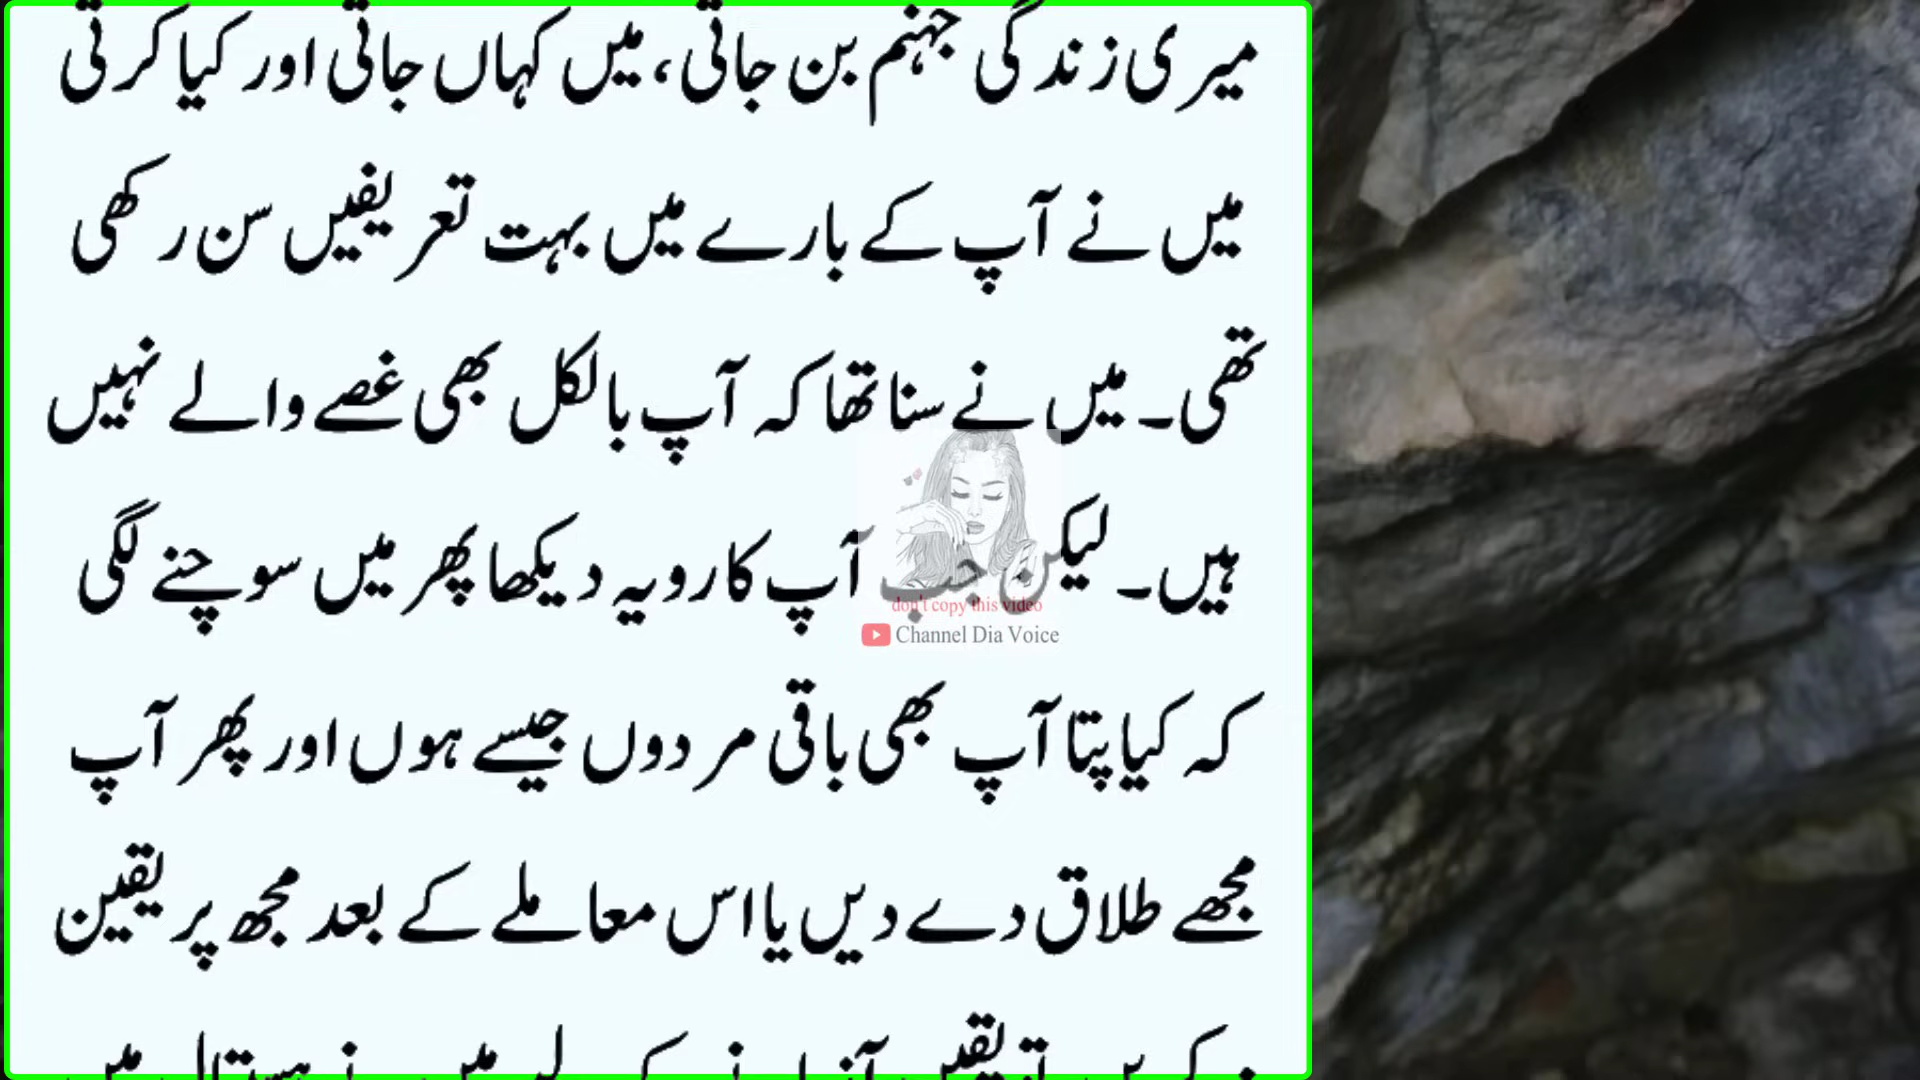 میری زندگی جہنم بن جاتی، میں کہاں جاتی اور کیا کرتی
میں نے آپ کے بارے میں بہت تعریفیں سن رکھی
تھی۔ میں نے سنا تھا کہ آپ بالکل بھی غصے والے نہیں
ہیں۔ لیکن جب آپ کا رویہ دیکھا پھر میں سوچنے لگی
don't copy this video
Channel Dia Voice
کہ کیا پتا آپ بھی باقی مردوں جیسے ہوں اور پھر آپ
مجھے طلاق دے دیں یا اس معاملے کے بعد مجھ پر یقین